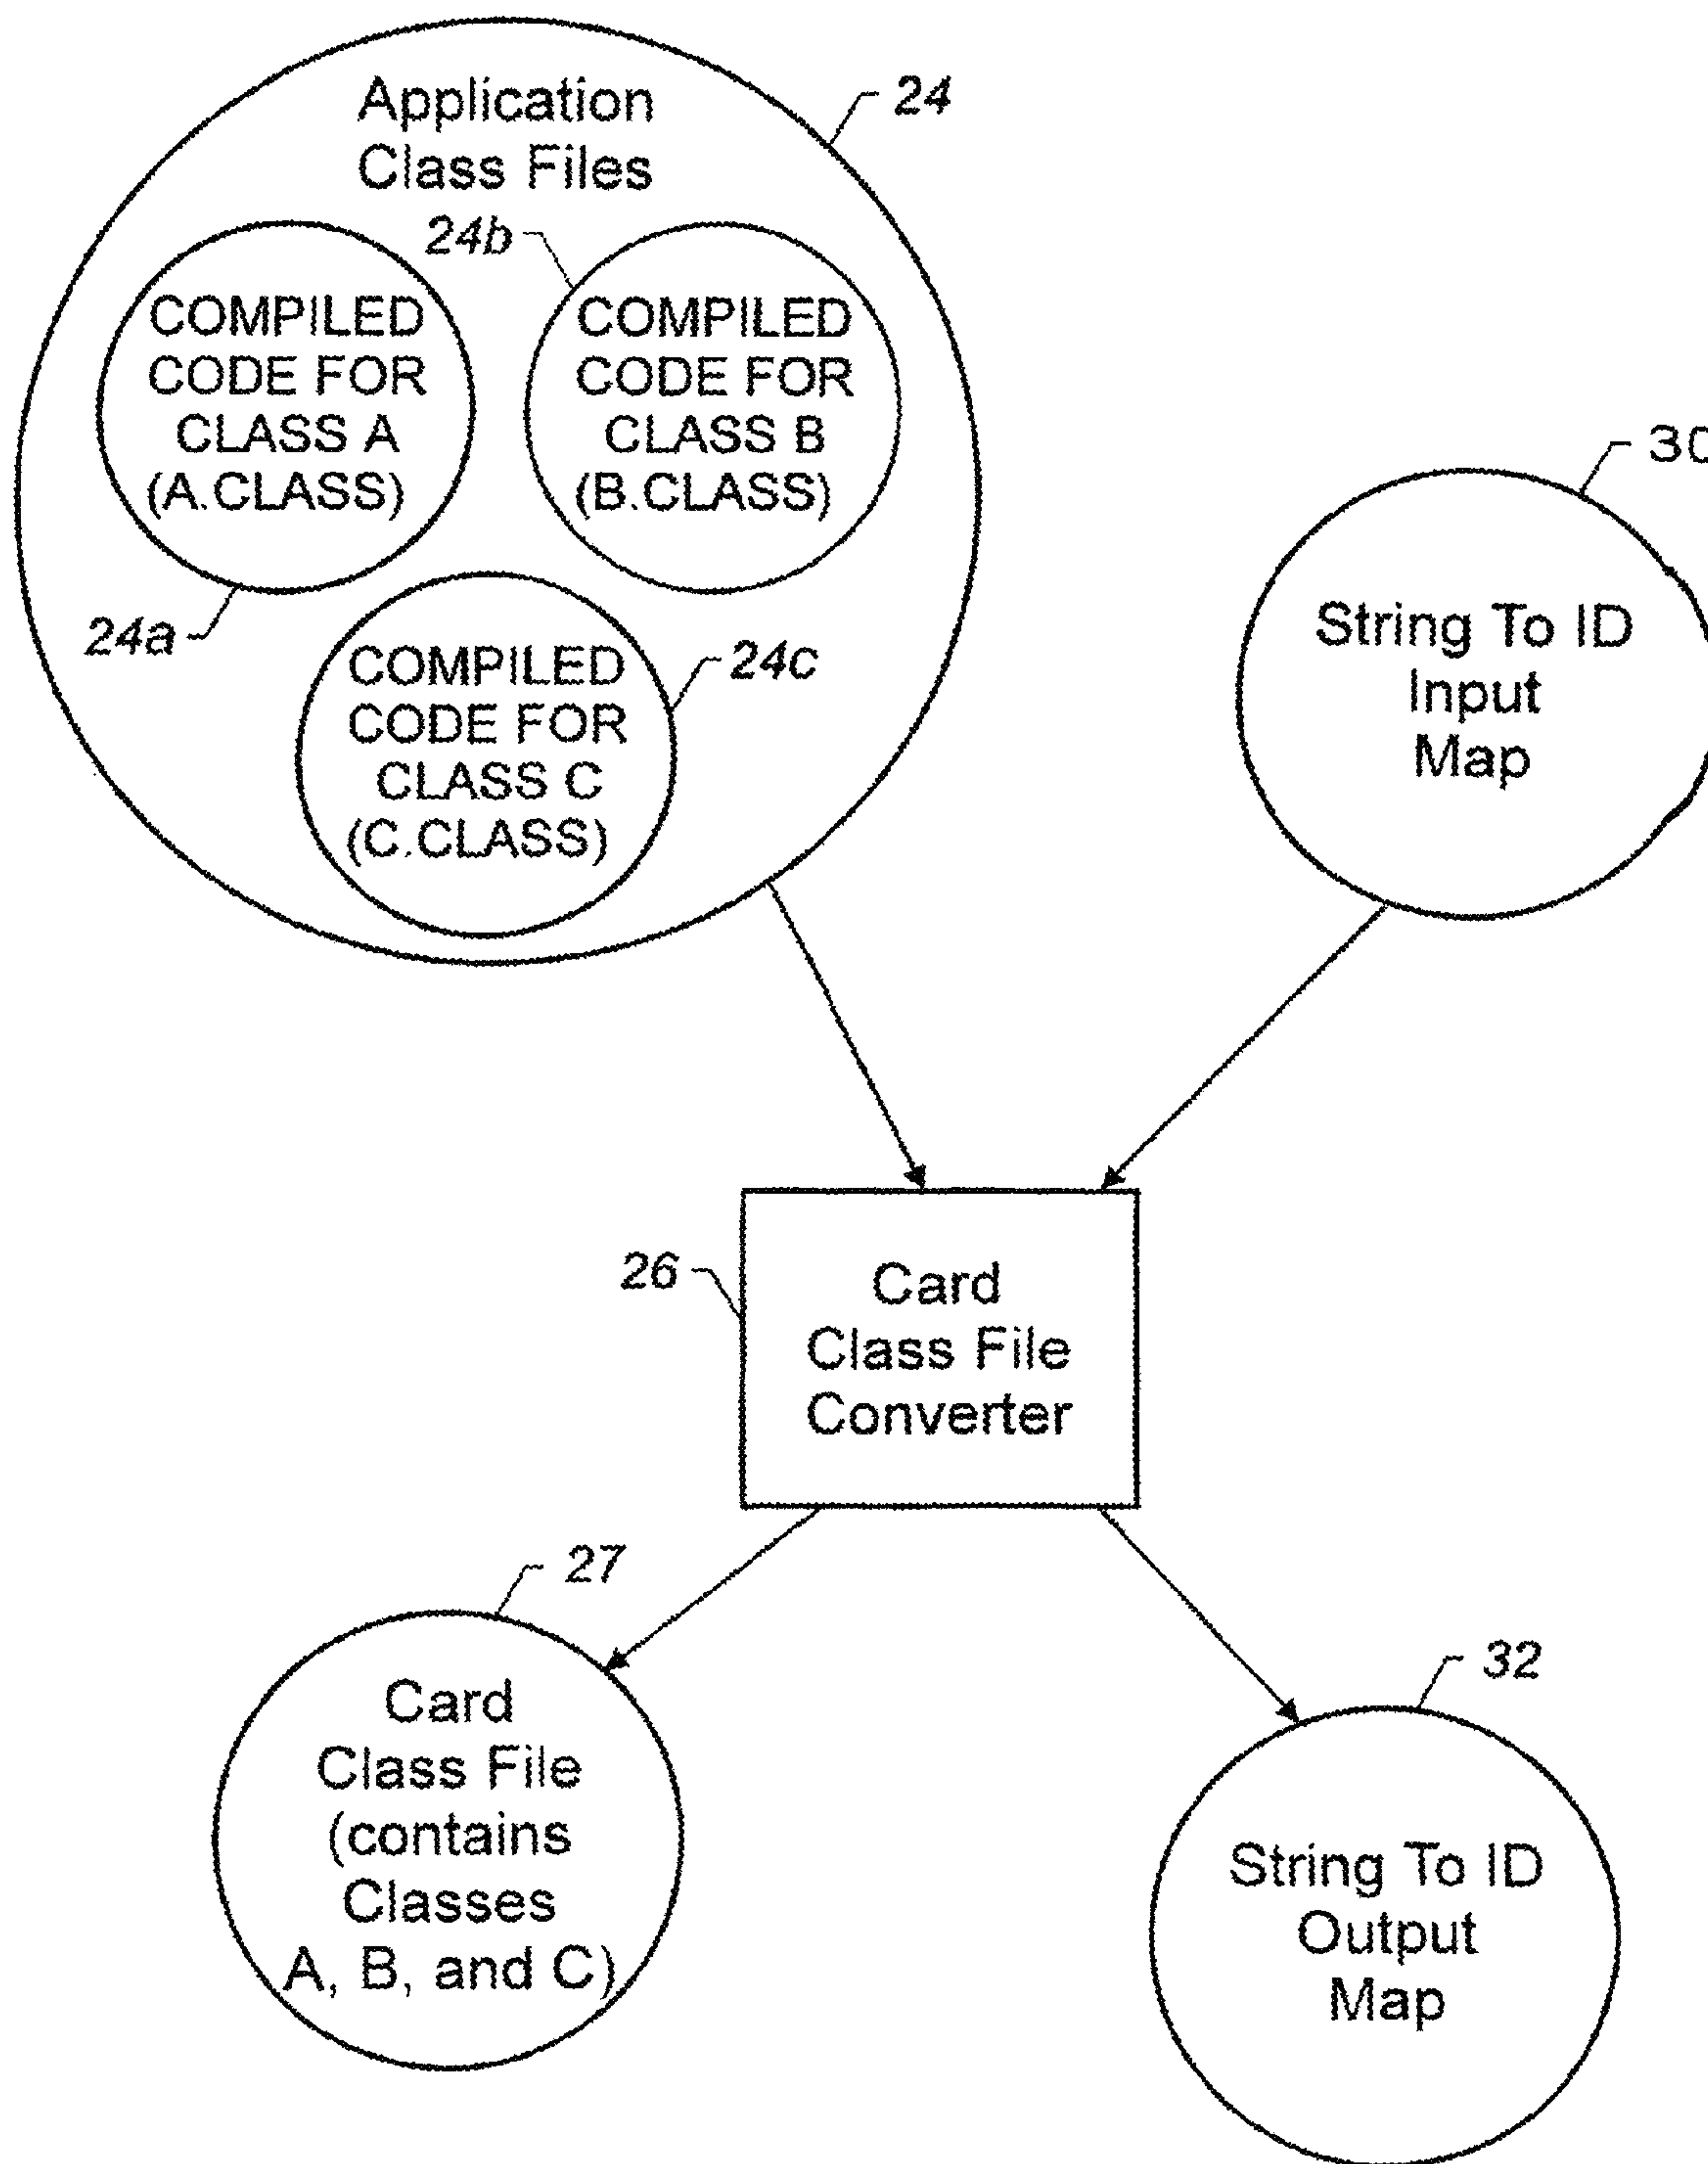 Application
Class Files
24
24b
COMPILED
CODE FOR
CLASS A
(A.CLASS)
COMPILED
CODE FOR
CLASS B
(B.CLASS)
24a
COMPILED
CODE FOR
CLASS C
(C.CLASS)
24c
30
String To ID
Input
Map
26
Card
Class File
Converter
27
Card
Class File
(contains
Classes
A, B, and C)
32
String To ID
Output
Map